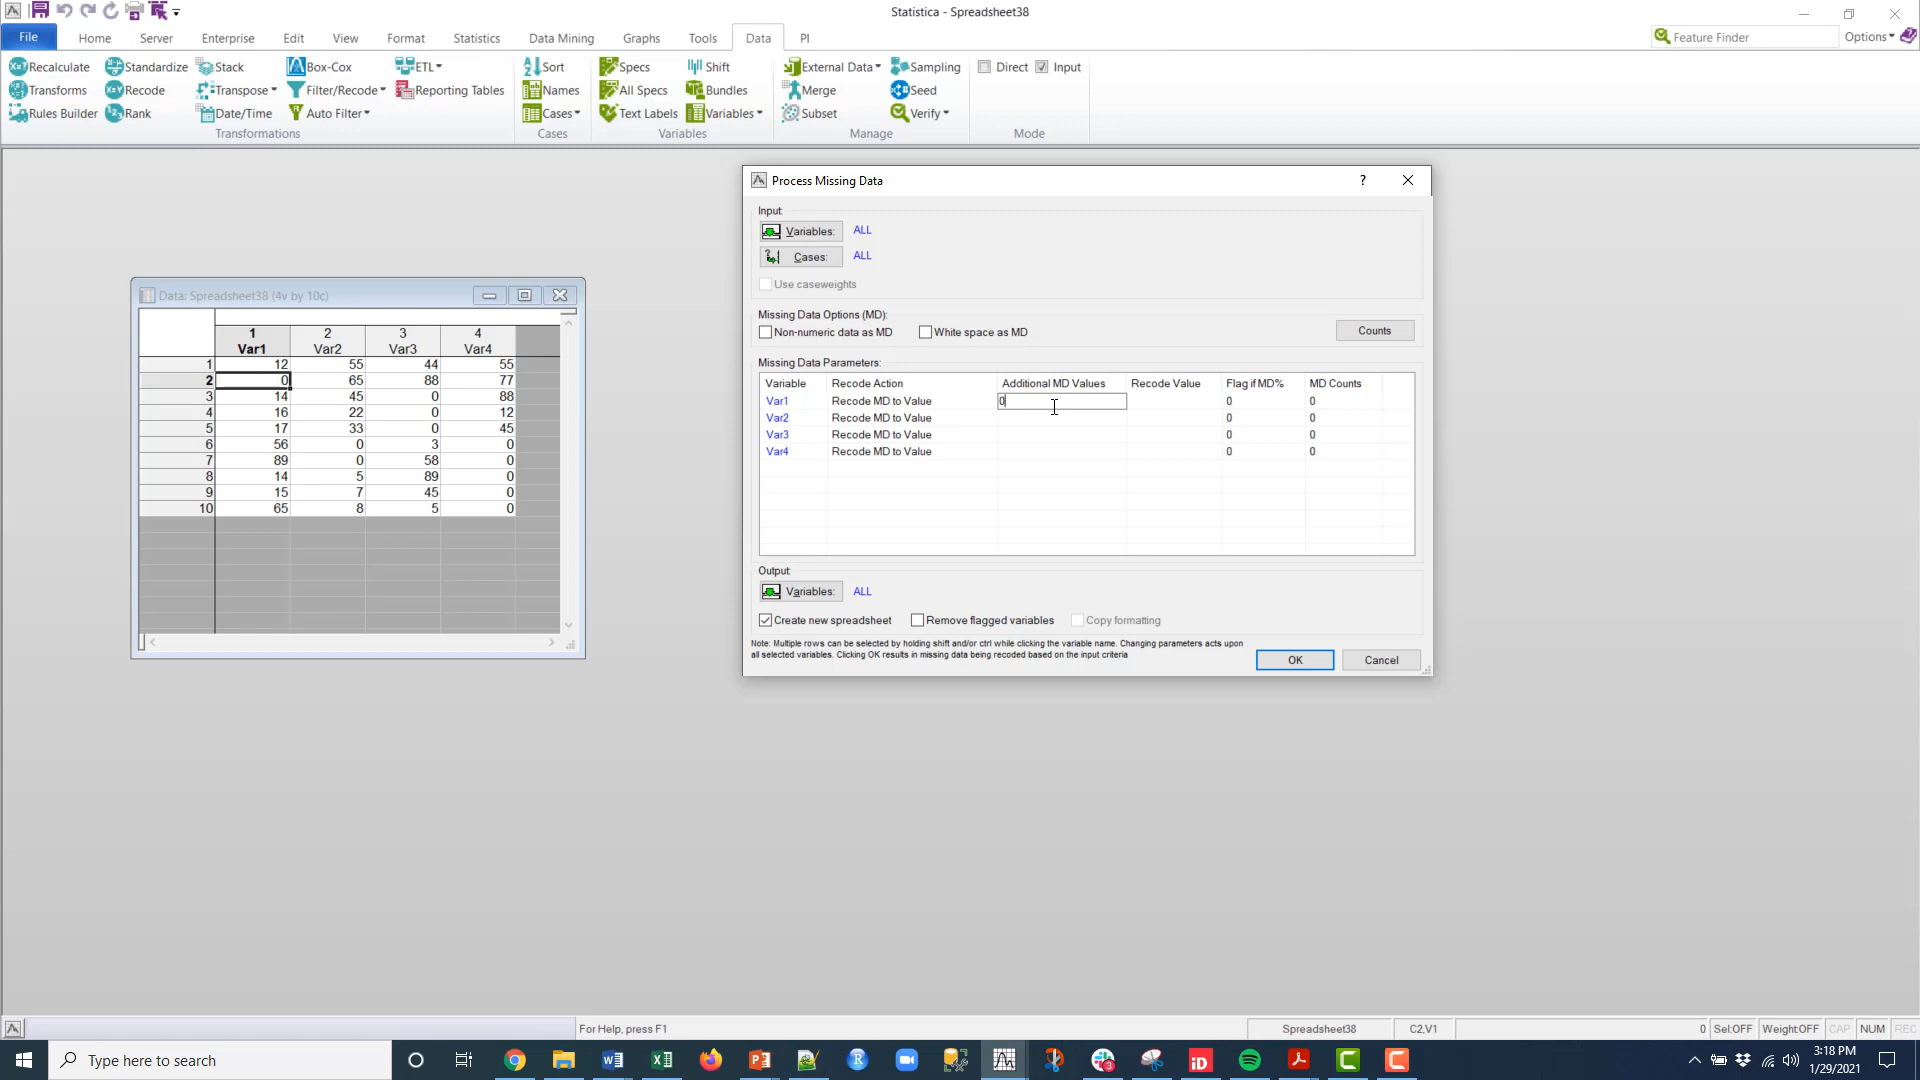 Statistica - Spreadsheet38
File Home Server Enterprise Edit View Format Statistics Data Mining Graphs Tools Data PI Feature Finder Options
Recalculate Standardize Stack Box-Cox ETL Sort Specs Shift External Data Sampling Direct Input
Transforms Recode Transpose Filter/Recode Reporting Tables Names All Specs Bundles Merge Seed
Rules Builder Rank Date/Time Auto Filter Cases Text Labels Variables Subset Verify
Transformations Cases Variables Manage Mode
Process Missing Data ?
Input
Variables: ALL
Cases: ALL
Use caseweights
Missing Data Options (MD):
Non-numeric data as MD White space as MD Counts
Missing Data Parameters:
Variable Recode Action Additional MD Values Recode Value Flag if MD% MD Counts
Var1 Recode MD to Value 0 0 0
Var2 Recode MD to Value 0 0
Var3 Recode MD to Value 0 0
Var4 Recode MD to Value 0 0
Output
Variables: ALL
Create new spreadsheet Remove flagged variables Copy formatting
Note: Multiple rows can be selected by holding shift and/or ctrl while clicking the variable name. Changing parameters acts upon
all selected variables. Clicking OK results in missing data being recoded based on the input criteria
OK Cancel
Data: Spreadsheet38 (4v by 10c)
1 2 3 4
Var1 Var2 Var3 Var4
1 12 55 44 55
2 0 65 88 77
3 14 45 0 88
4 16 22 0 12
5 17 33 0 45
6 56 0 3 0
7 89 0 58 0
8 14 5 89 0
9 15 7 45 0
10 65 8 5 0
For Help, press F1 Spreadsheet38 C2,V1 0 Sel:OFF Weight:OFF CAP NUM REC
Type here to search 3:18 PM
1/29/2021